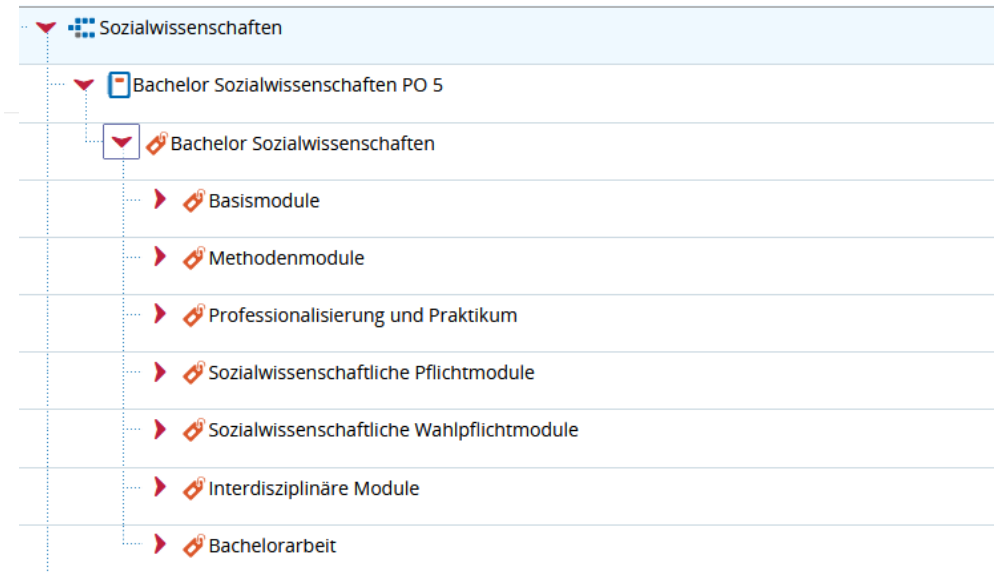 Sozialwissenschaften
Bachelor Sozialwissenschaften PO 5
Bachelor Sozialwissenschaften
Basismodule
Methodenmodule
Professionalisierung und Praktikum
Sozialwissenschaftliche Pflichtmodule
Sozialwissenschaftliche Wahlpflichtmodule
Interdisziplinäre Module
Bachelorarbeit